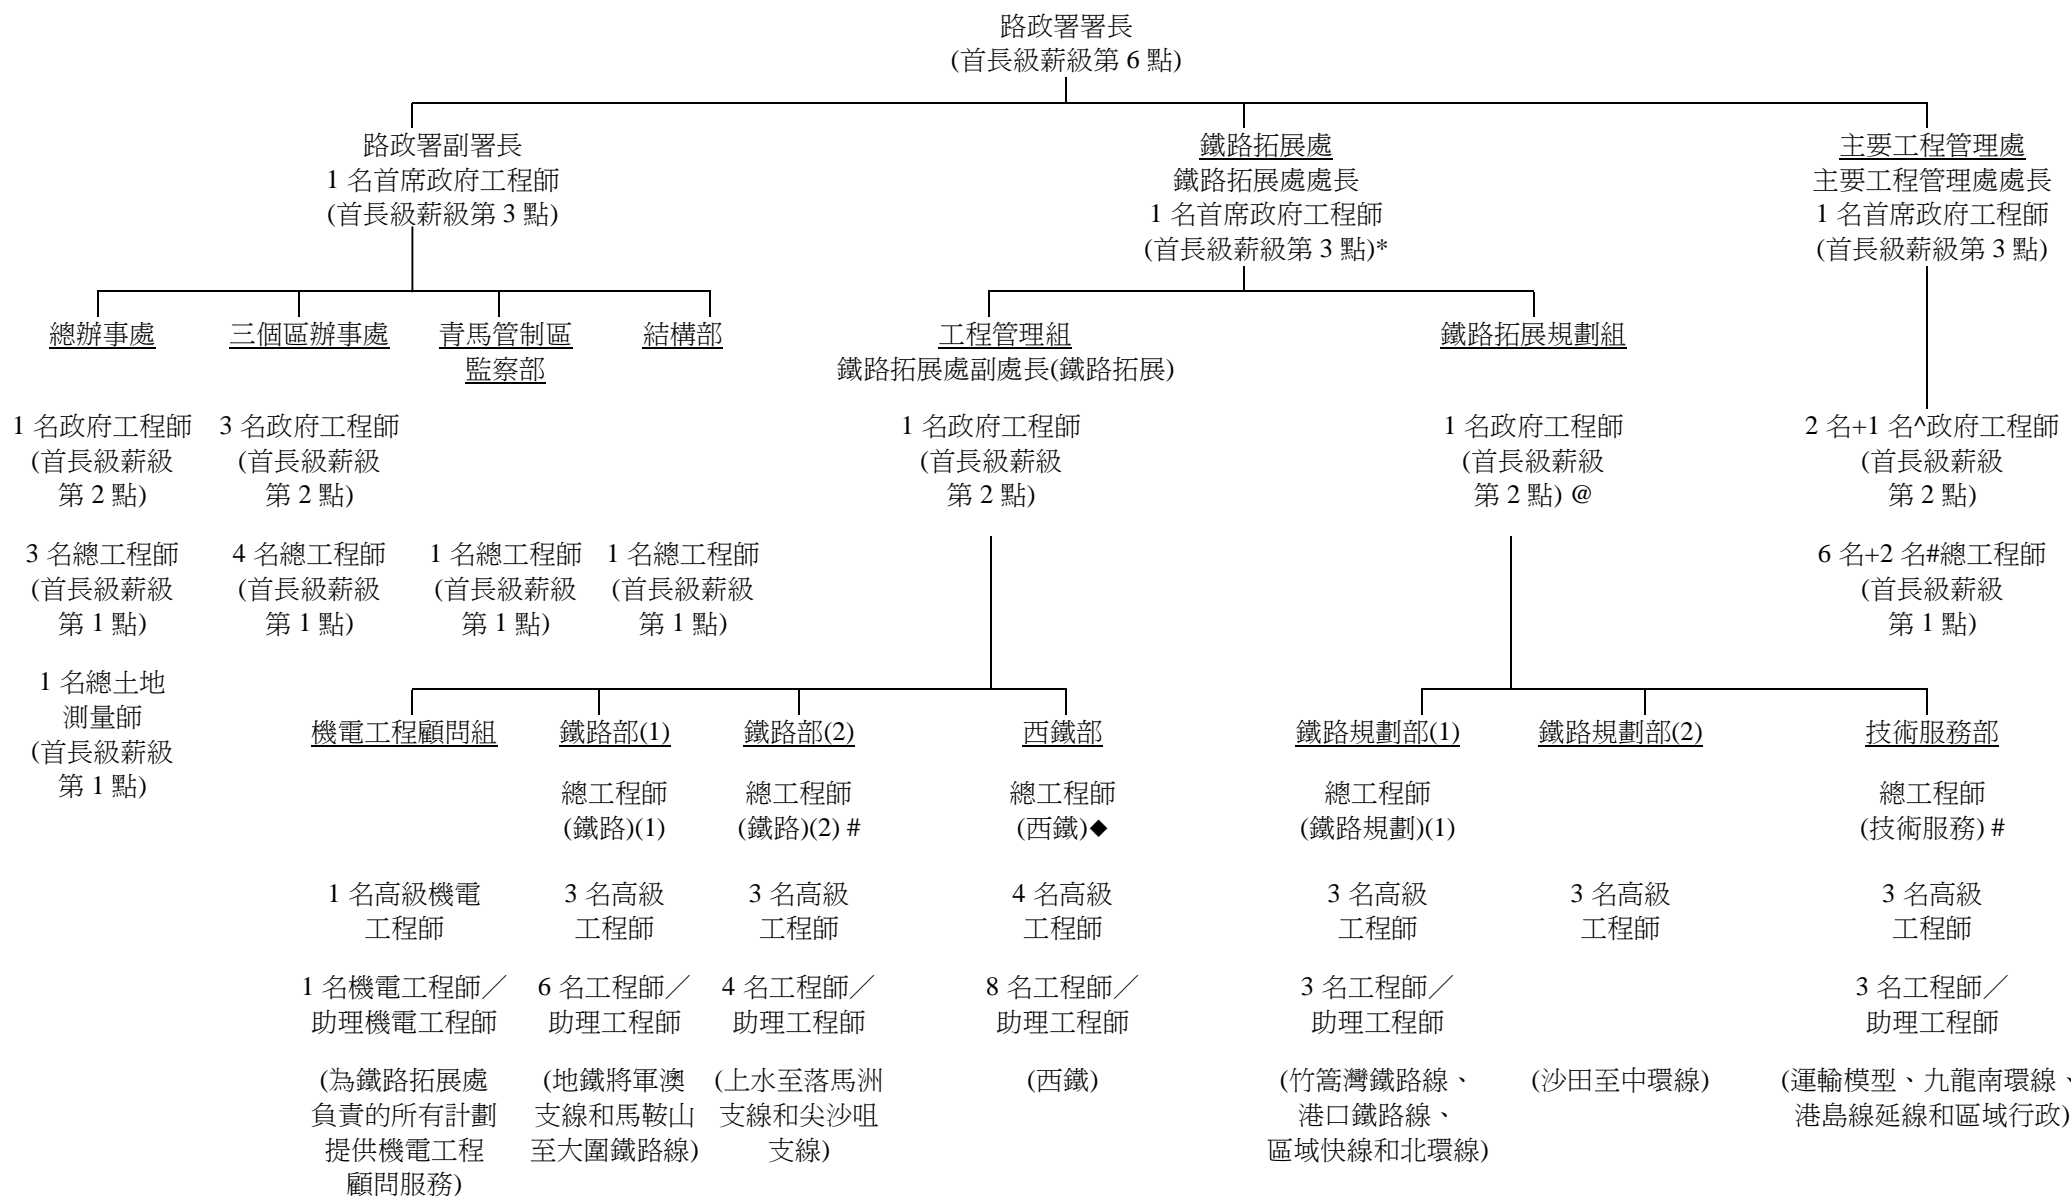 路政署署長
(首長級薪級第 6 點)
路政署副署長
1 名首席政府工程師
(首長級薪級第 3 點)
鐵路拓展處
鐵路拓展處處長
1 名首席政府工程師
(首長級薪級第 3 點)*
主要工程管理處
主要工程管理處處長
1 名首席政府工程師
(首長級薪級第 3 點)
總辦事處
1 名政府工程師
(首長級薪級
第 2 點)
3 名總工程師
(首長級薪級
第 1 點)
1 名總土地
測量師
(首長級薪級
第 1 點)
三個區辦事處
3 名政府工程師
(首長級薪級
第 2 點)
4 名總工程師
(首長級薪級
第 1 點)
青馬管制區
監察部
1 名總工程師
(首長級薪級
第 1 點)
結構部
1 名總工程師
(首長級薪級
第 1 點)
工程管理組
鐵路拓展處副處長(鐵路拓展)
1 名政府工程師
(首長級薪級
第 2 點)
鐵路拓展規劃組
1 名政府工程師
(首長級薪級
第 2 點) @
2 名+1 名^政府工程師
(首長級薪級
第 2 點)
6 名+2 名#總工程師
(首長級薪級
第 1 點)
機電工程顧問組
1 名高級機電
工程師
1 名機電工程師／
助理機電工程師
(為鐵路拓展處
負責的所有計劃
提供機電工程
顧問服務)
鐵路部(1)
總工程師
(鐵路)(1)
3 名高級
工程師
6 名工程師／
助理工程師
(地鐵將軍澳
支線和馬鞍山
至大圍鐵路線)
鐵路部(2)
總工程師
(鐵路)(2) #
3 名高級
工程師
4 名工程師／
助理工程師
(上水至落馬洲
支線和尖沙咀
支線)
西鐵部
總工程師
(西鐵)◆
4 名高級
工程師
8 名工程師／
助理工程師
(西鐵)
鐵路規劃部(1)
總工程師
(鐵路規劃)(1)
3 名高級
工程師
3 名工程師／
助理工程師
(竹篙灣鐵路線、
港口鐵路線、
區域快線和北環線)
鐵路規劃部(2)
3 名高級
工程師
(沙田至中環線)
技術服務部
總工程師
(技術服務) #
3 名高級
工程師
3 名工程師／
助理工程師
(運輸模型、九龍南環線、
港島線延線和區域行政)